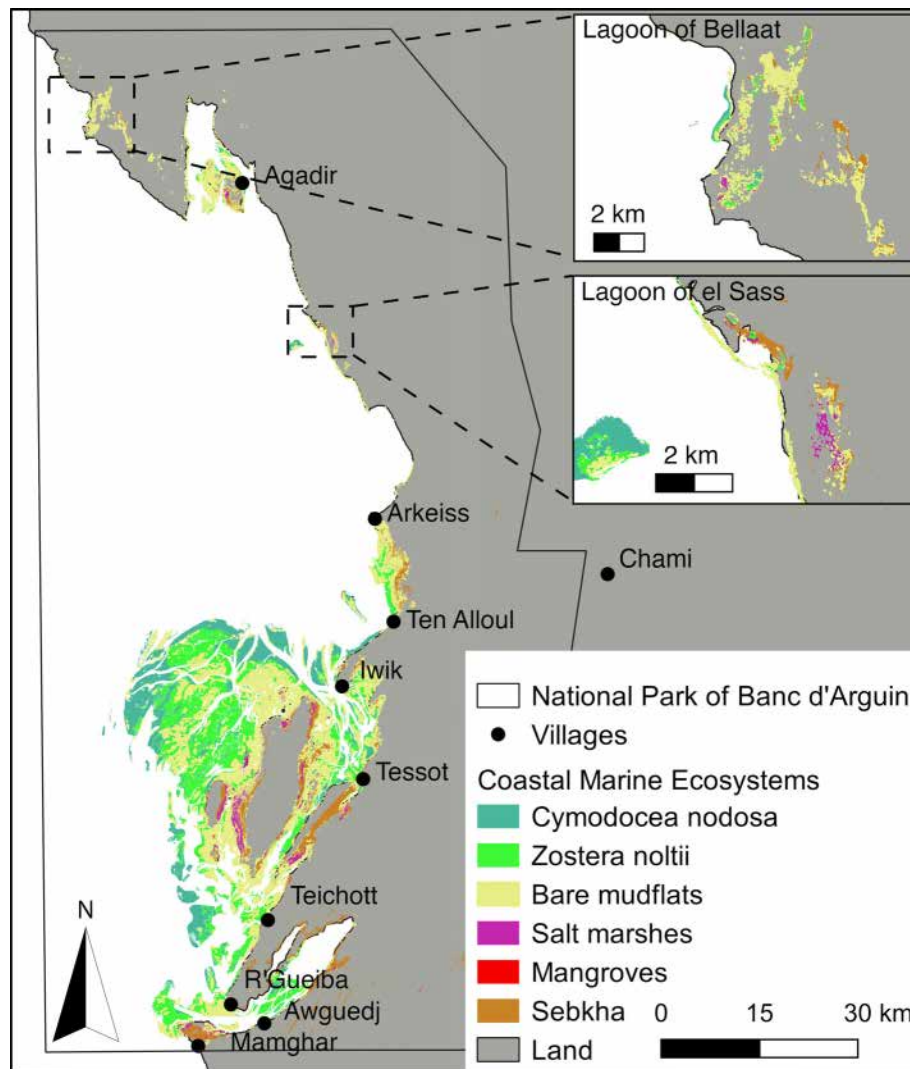 Lagoon of Bellaat
2 km
Agadir
Lagoon of el Sass
2 km
Arkeiss
Chami
Ten Alloul
Iwik
Tessot
Teichott
R'Gueiba
Awguedj
Mamghar
N
National Park of Banc d'Arguin
Villages
Coastal Marine Ecosystems
Cymodocea nodosa
Zostera noltii
Bare mudflats
Salt marshes
Mangroves
Sebkha
Land
0 15 30 km